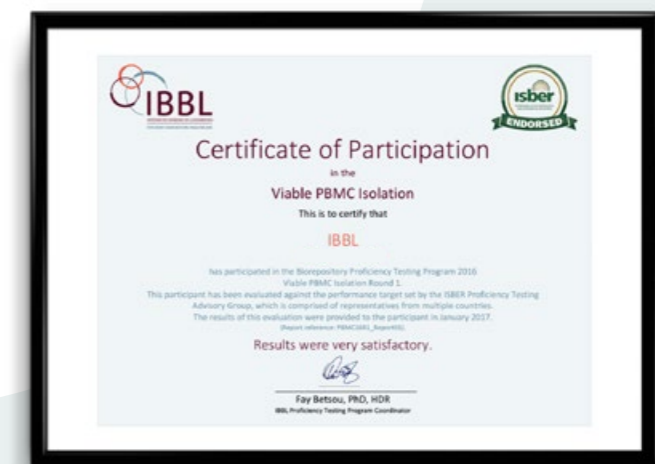 IBBL
isber
ENDORSED
Certificate of Participation
in the
Viable PBMC Isolation
This is to certify that
IBBL
has participated in the Biorepository Proficiency Testing Program 2016
Viable PBMC Isolation Round 1.
This participant has been evaluated against the performance target set by the ISBER Proficiency Testing
Advisory Group, which is comprised of representatives from multiple countries.
The results of this evaluation were provided to the participant in January 2017.
Results were very satisfactory.
Fay Betsou, PhD, HDR
IBBL Proficiency Testing Program Coordinator